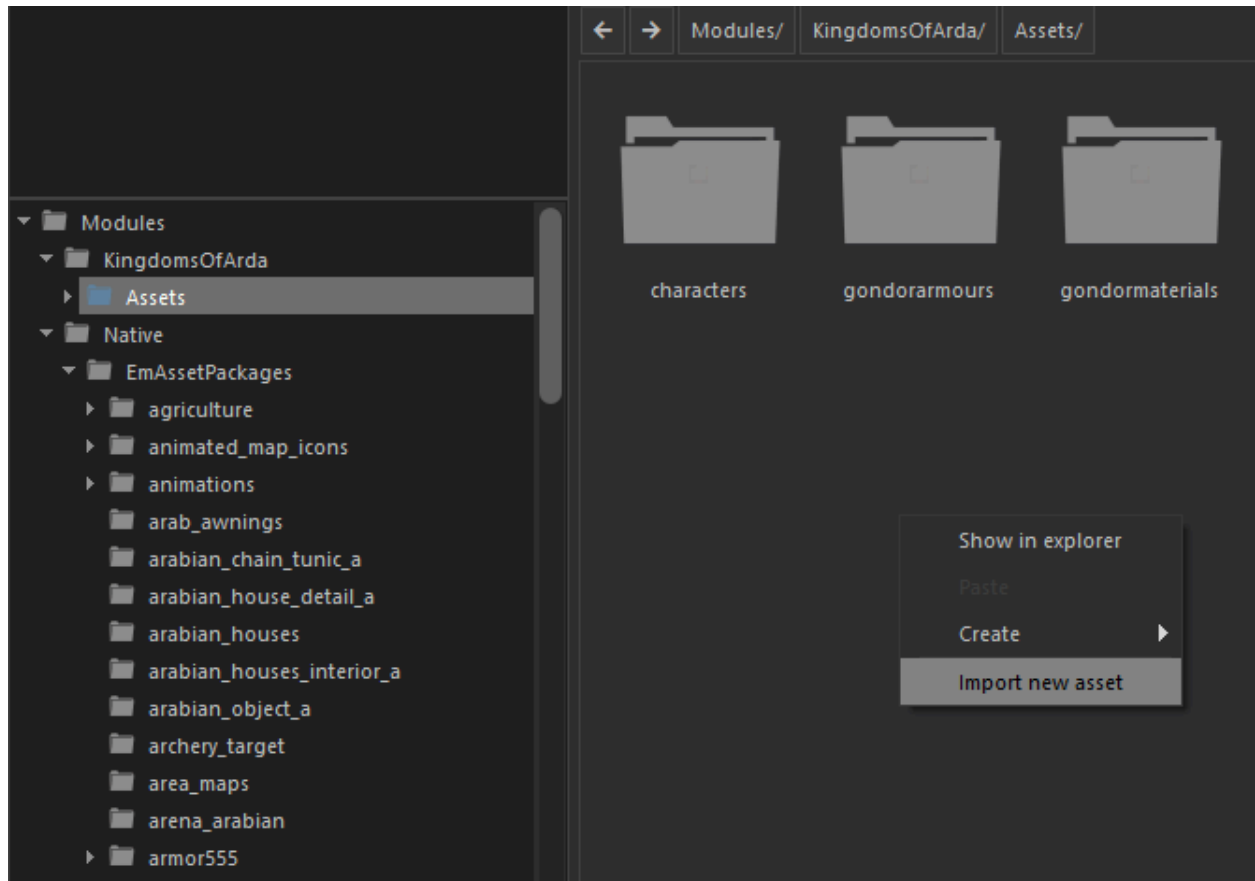 Modules/ KingdomsOfArda/ Assets/
characters gondorarmours gondormaterials
Modules
KingdomsOfArda
Assets
Native
EmAssetPackages
agriculture
animated_map_icons
animations
arab_awnings
arabian_chain_tunic_a
arabian_house_detail_a
arabian_houses
arabian_houses_interior_a
arabian_object_a
archery_target
area_maps
arena_arabian
armor555
Show in explorer
Paste
Create
Import new asset